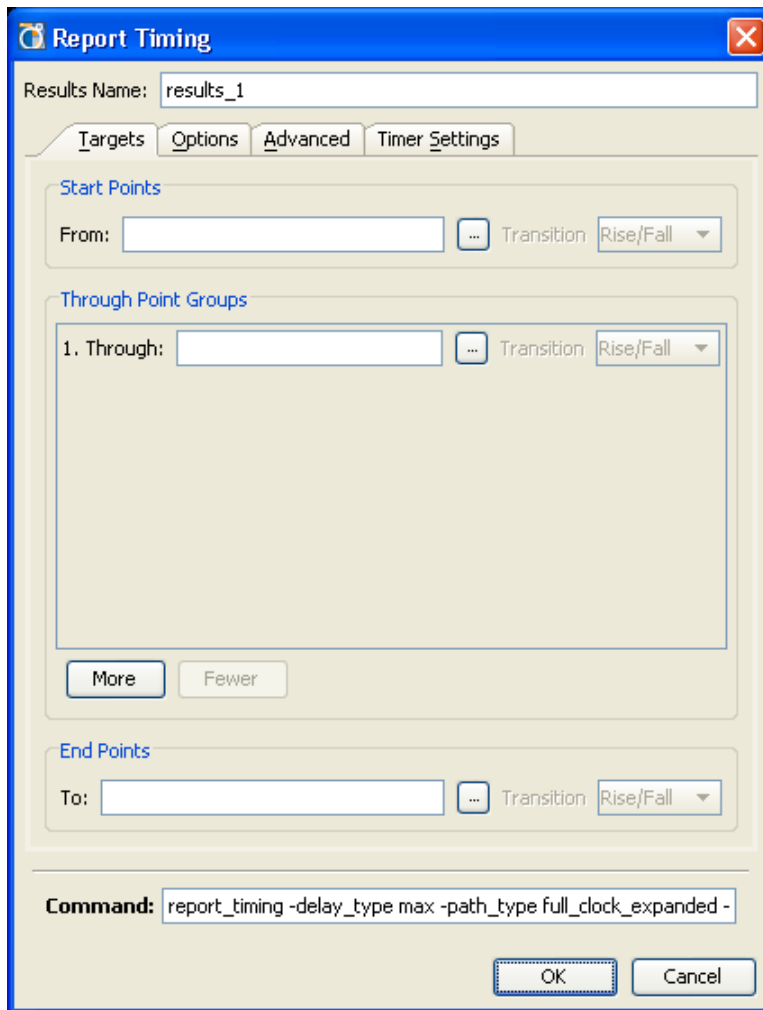 Report Timing
Results Name: results_1
Targets Options Advanced Timer Settings
Start Points
From: ... Transition Rise/Fall
Through Point Groups
1. Through: ... Transition Rise/Fall
More Fewer
End Points
To: ... Transition Rise/Fall
Command: report_timing -delay_type max -path_type full_clock_expanded -
OK Cancel